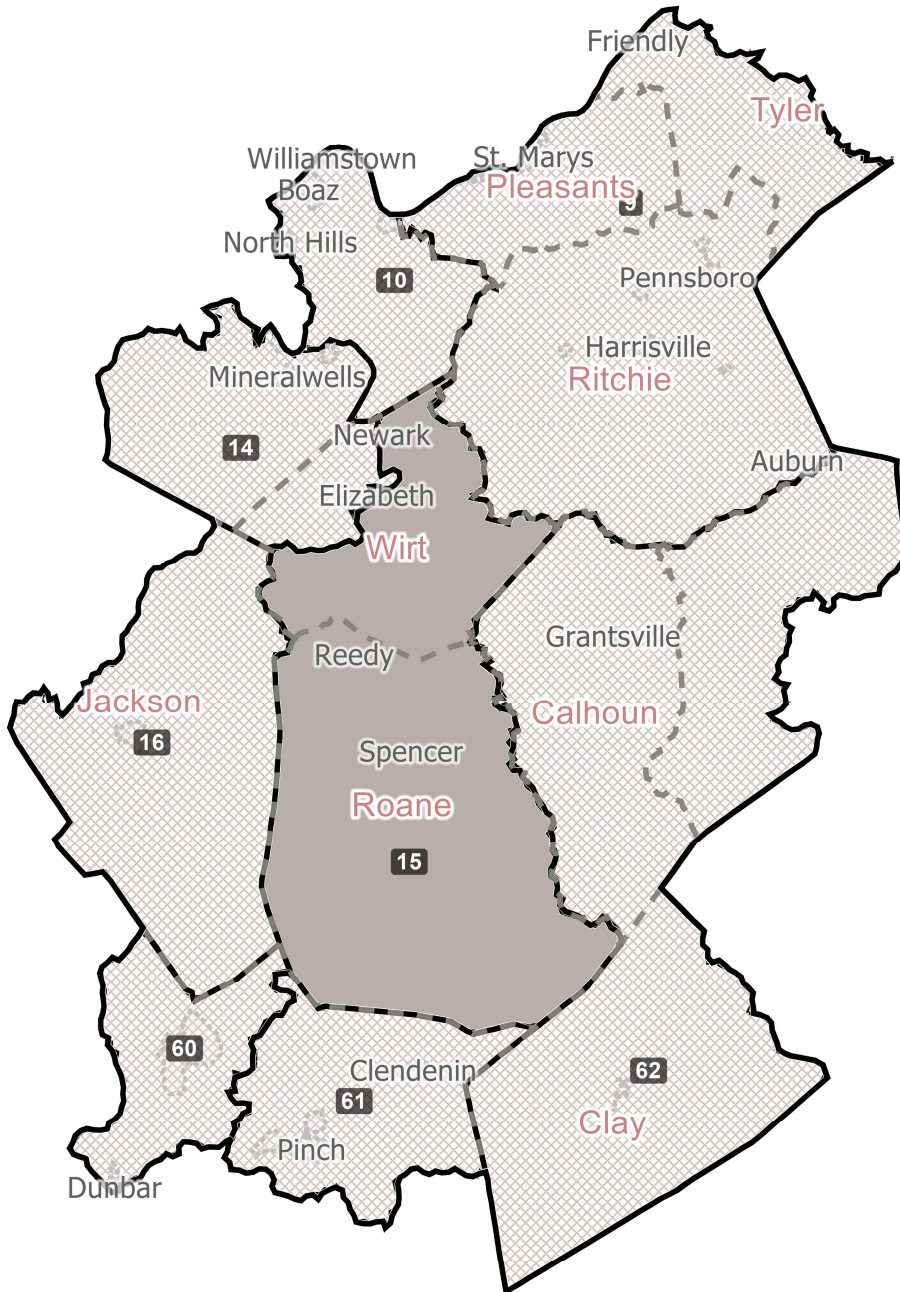 Friendly
Tyler
Williamstown
St. Marys
Boaz
Pleasants
9
North Hills
10
Pennsboro
Harrisville
Mineralwells
Ritchie
Newark
14
Auburn
Elizabeth
Wirt
Grantsville
Reedy
Jackson
Calhoun
16
Spencer
Roane
15
60
Clendenin
62
61
Clay
Pinch
Dunbar